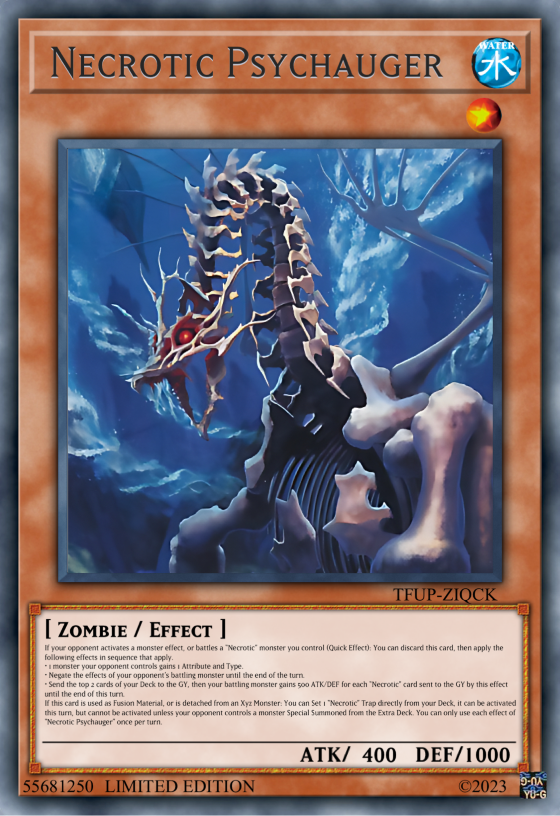 Necrotic Psychauger
WATER
水
TFUP-ZIQCK
[ Zombie / Effect ]
If your opponent activates a monster effect, or battles a "Necrotic" monster you control (Quick Effect): You can discard this card, then apply the
following effects in sequence that apply.
• 1 monster your opponent controls gains 1 Attribute and Type.
• Negate the effects of your opponent's battling monster until the end of the turn.
• Send the top 2 cards of your Deck to the GY, then your battling monster gains 500 ATK/DEF for each "Necrotic" card sent to the GY by this effect
until the end of this turn.
If this card is used as Fusion Material, or is detached from an Xyz Monster: You can Set 1 "Necrotic" Trap directly from your Deck, it can be activated
this turn, but cannot be activated unless your opponent controls a monster Special Summoned from the Extra Deck. You can only use each effect of
"Necrotic Psychauger" once per turn.
ATK/ 400 DEF/1000
55681250 LIMITED EDITION ©2023
YU-G